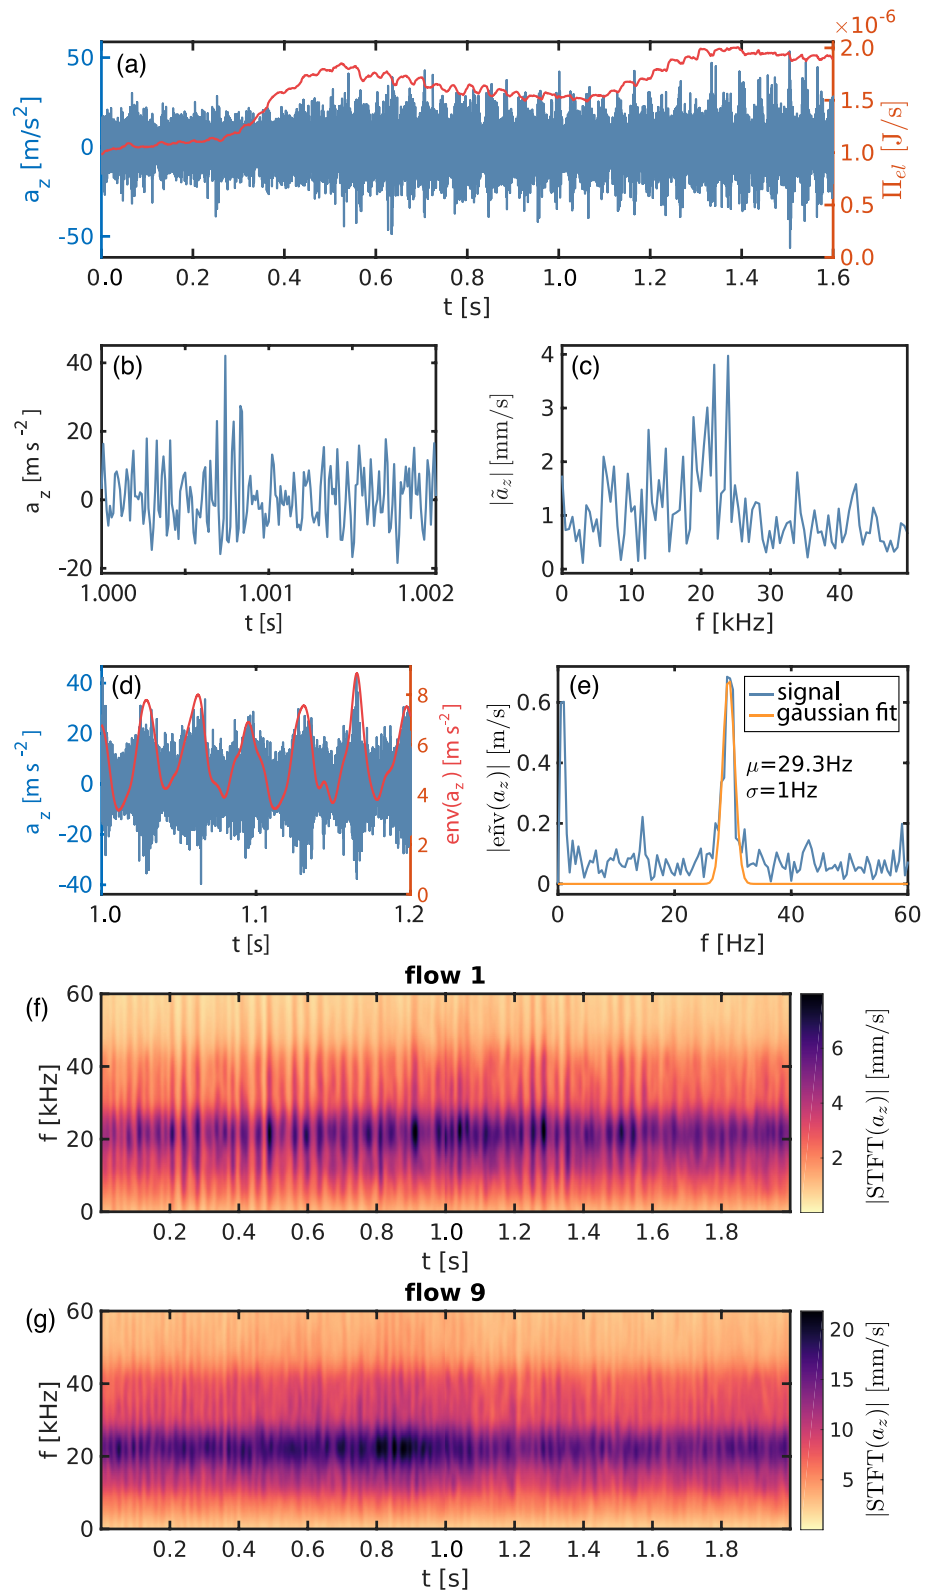 ×10⁻⁶
(a)
50
0
-50
a_z [m/s²]
2.0
1.5
1.0
0.5
0.0
Π_el [J/s]
0.0 0.2 0.4 0.6 0.8 1.0 1.2 1.4 1.6
t [s]
(b)
40
20
0
-20
a_z [m s⁻²]
1.000 1.001 1.002
t [s]
(c)
4
3
2
1
0
|ã_z| [mm/s]
0 10 20 30 40
f [kHz]
(d)
40
20
0
-20
-40
a_z [m s⁻²]
8
6
4
2
0
env(a_z) [m s⁻²]
1.0 1.1 1.2
t [s]
(e)
signal
gaussian fit
μ=29.3Hz
σ=1Hz
0.6
0.4
0.2
0
|eñv(a_z)| [m/s]
0 20 40 60
f [Hz]
flow 1
(f)
60
40
20
0
f [kHz]
0.2 0.4 0.6 0.8 1.0 1.2 1.4 1.6 1.8
t [s]
6
4
2
|STFT(a_z)| [mm/s]
flow 9
(g)
60
40
20
0
f [kHz]
0.2 0.4 0.6 0.8 1.0 1.2 1.4 1.6 1.8
t [s]
20
15
10
5
|STFT(a_z)| [mm/s]